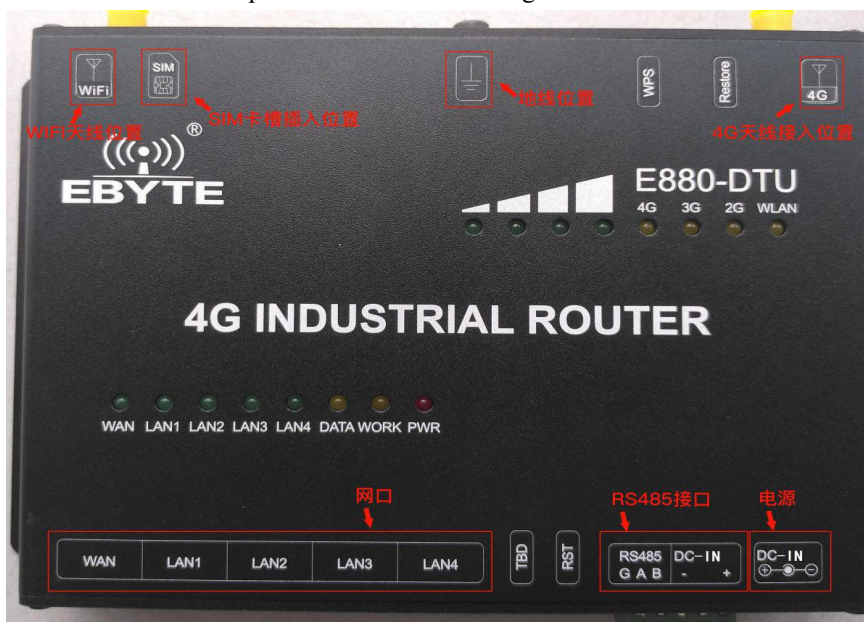 WiFi
SIM
WPS
Restore
4G
WIFI天线位置
SIM卡槽插入位置
地线位置
4G天线接入位置
®
EBYTE
E880-DTU
4G 3G 2G WLAN
4G INDUSTRIAL ROUTER
WAN LAN1 LAN2 LAN3 LAN4 DATA WORK PWR
网口
RS485接口
电源
WAN LAN1 LAN2 LAN3 LAN4
TBD
RST
RS485 DC-IN
G A B - +
DC-IN
+ -